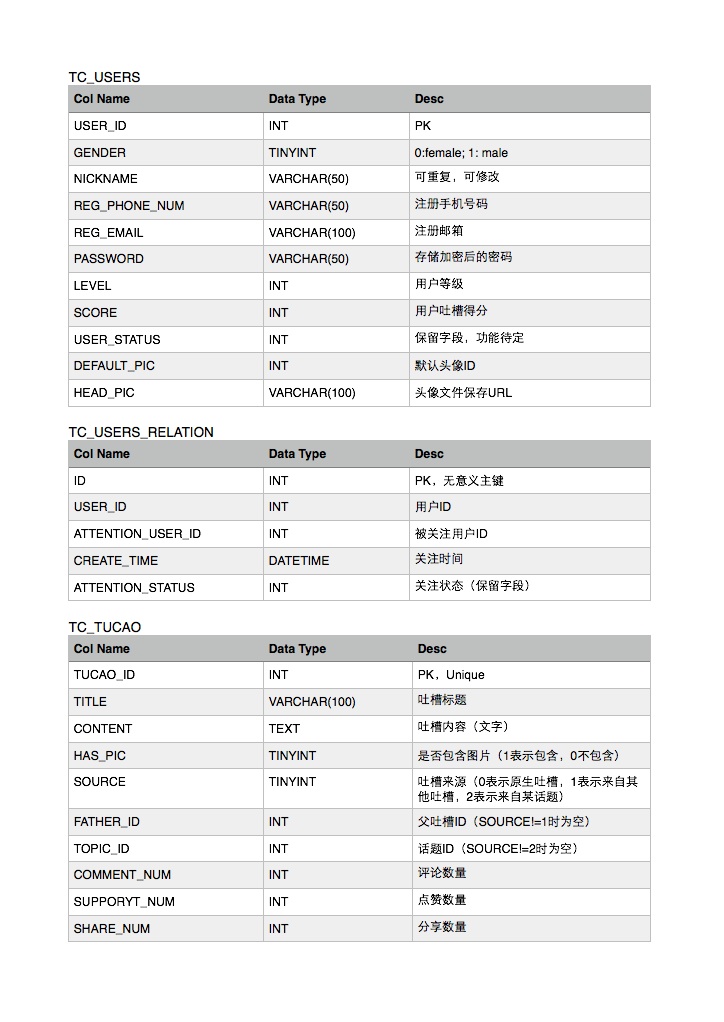 TC_USERS
Col Name Data Type Desc
USER_ID INT PK
GENDER TINYINT 0:female; 1: male
NICKNAME VARCHAR(50) 可重复，可修改
REG_PHONE_NUM VARCHAR(50) 注册手机号码
REG_EMAIL VARCHAR(100) 注册邮箱
PASSWORD VARCHAR(50) 存储加密后的密码
LEVEL INT 用户等级
SCORE INT 用户吐槽得分
USER_STATUS INT 保留字段，功能待定
DEFAULT_PIC INT 默认头像ID
HEAD_PIC VARCHAR(100) 头像文件保存URL
TC_USERS_RELATION
Col Name Data Type Desc
ID INT PK，无意义主键
USER_ID INT 用户ID
ATTENTION_USER_ID INT 被关注用户ID
CREATE_TIME DATETIME 关注时间
ATTENTION_STATUS INT 关注状态（保留字段）
TC_TUCAO
Col Name Data Type Desc
TUCAO_ID INT PK，Unique
TITLE VARCHAR(100) 吐槽标题
CONTENT TEXT 吐槽内容（文字）
HAS_PIC TINYINT 是否包含图片（1表示包含，0不包含）
SOURCE TINYINT 吐槽来源（0表示原生吐槽，1表示来自其
他吐槽，2表示来自某话题）
FATHER_ID INT 父吐槽ID（SOURCE!=1时为空）
TOPIC_ID INT 话题ID（SOURCE!=2时为空）
COMMENT_NUM INT 评论数量
SUPPORYT_NUM INT 点赞数量
SHARE_NUM INT 分享数量